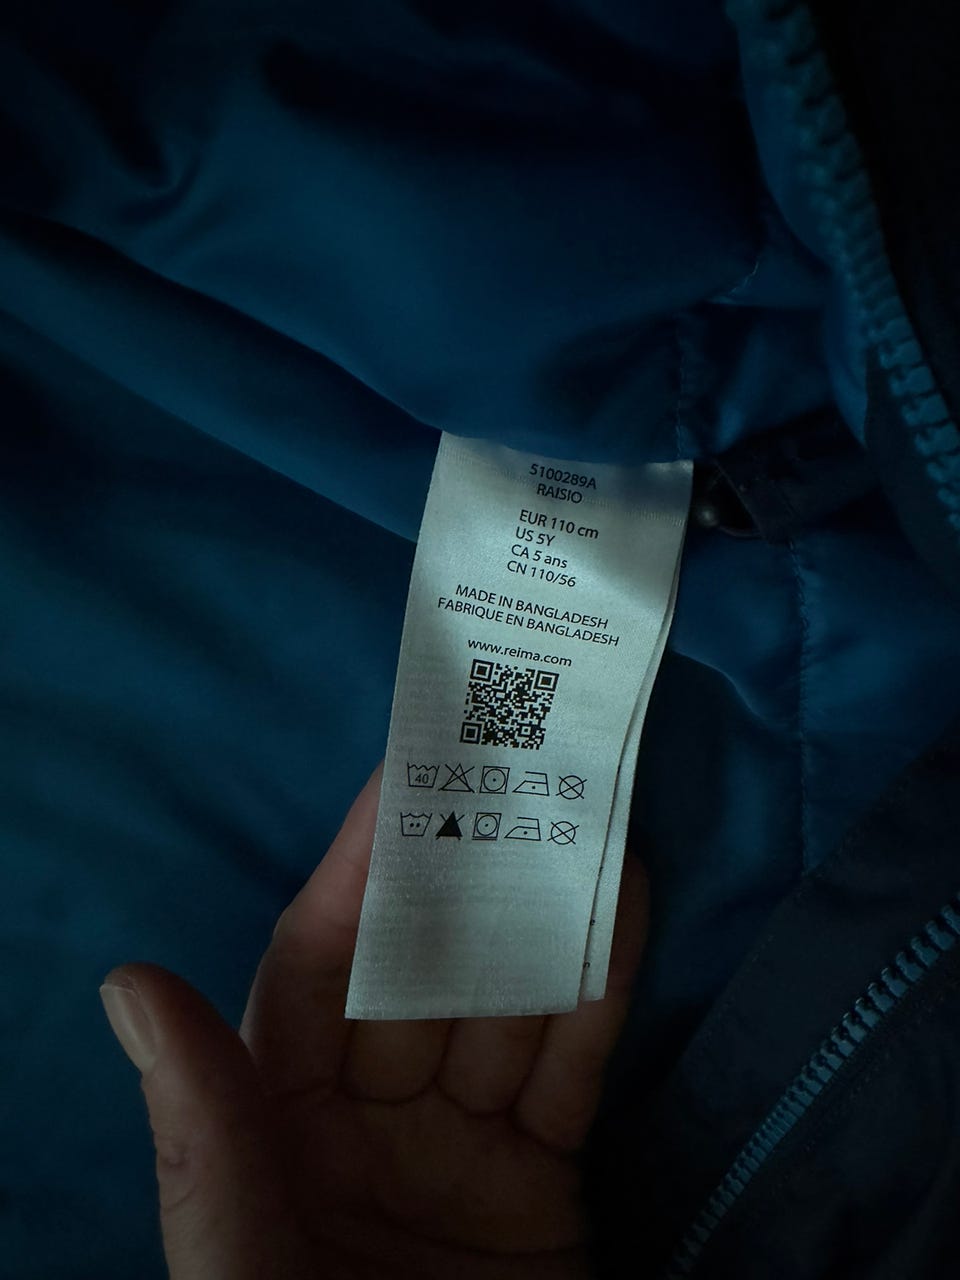 5100289A
RAISIO
EUR 110 cm
US 5Y
CA 5 ans
CN 110/56
MADE IN BANGLADESH
FABRIQUE EN BANGLADESH
www.reima.com
40